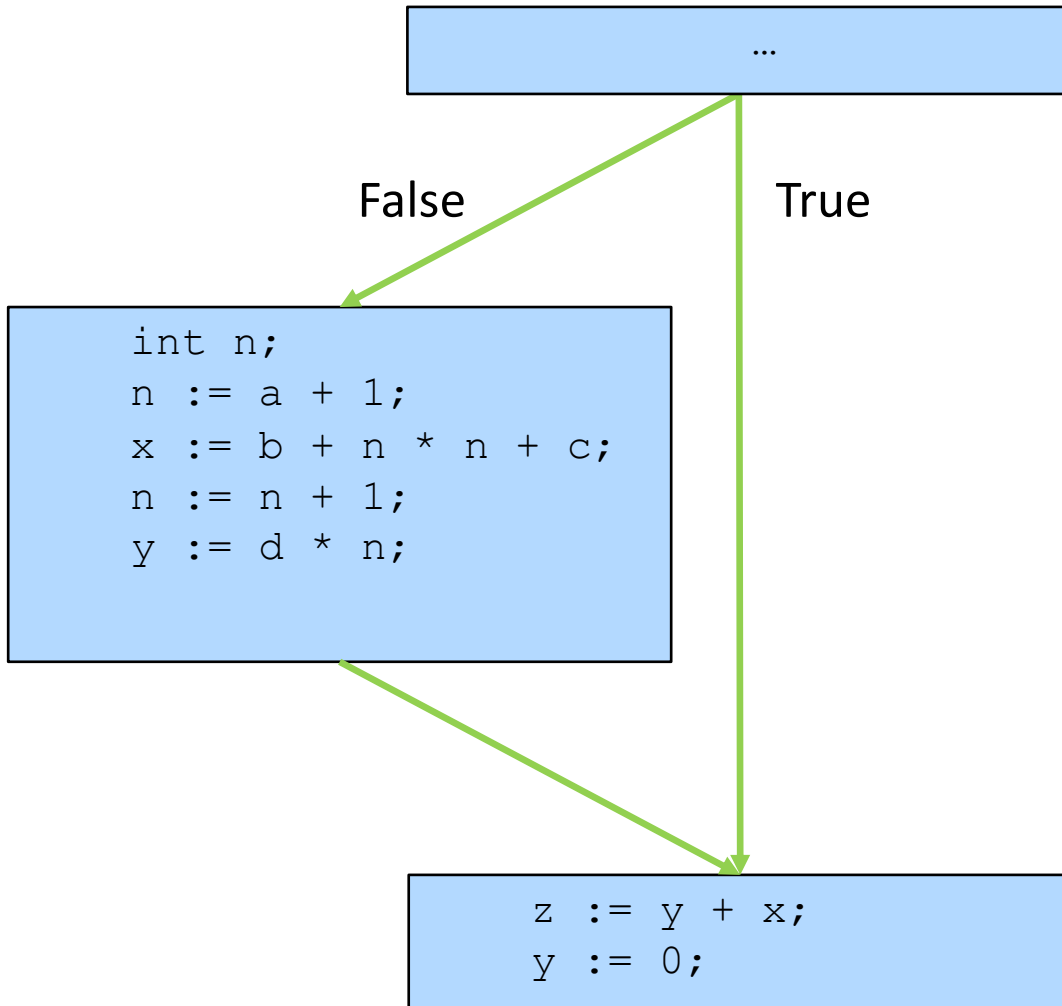 …
False
True
int n;
n := a + 1;
x := b + n * n + c;
n := n + 1;
y := d * n;
z := y + x;
y := 0;